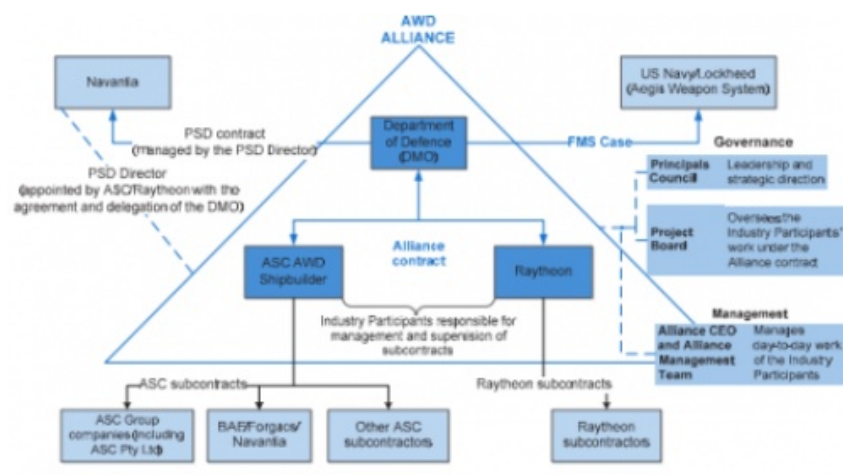 AWD
ALLIANCE
Navantia
US Navy/Lockheed
(Aegis Weapon System)
Department
of Defence
(DMO)
PSD contract
(managed by the PSD Director)
FMS Case
Governance
Principals
Council
Leadership and
strategic direction
PSD Director
(appointed by ASC/Raytheon with the
agreement and delegation of the DMO)
Project
Board
Oversees the
Industry Participants'
work under the
Alliance contract
Alliance
contract
ASC AWD
Shipbuilder
Raytheon
Industry Participants responsible for
management and supervision of
subcontracts
Management
Alliance CEO
and Alliance
Management
Team
Manages
day-to-day work
of the Industry
Participants
ASC subcontracts
Raytheon subcontracts
ASC Group
companies (including
ASC Pty Ltd)
BAE/Forgacs/
Navantia
Other ASC
subcontractors
Raytheon
subcontractors